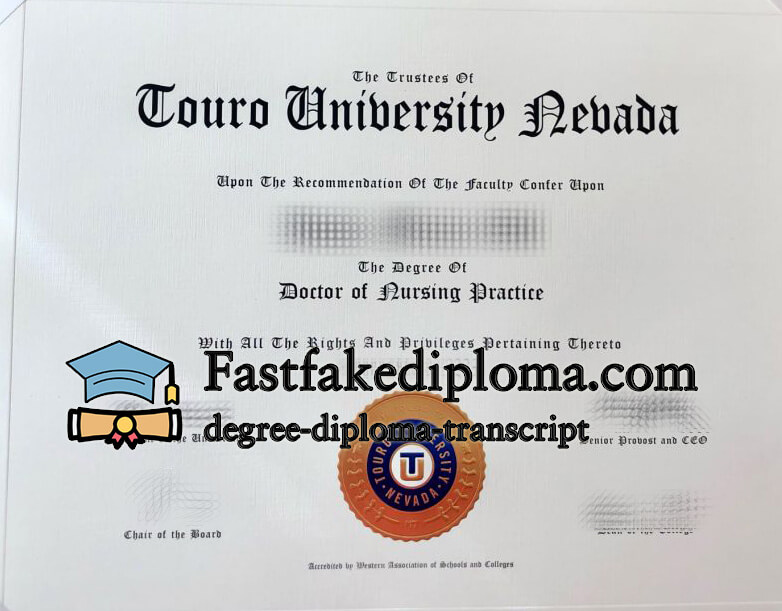 The Trustees Of
Touro University Nevada
Upon The Recommendation Of The Faculty Confer Upon
The Degree Of
Doctor of Nursing Practice
With All The Rights And Privileges Pertaining Thereto
Fastfakediploma.com
degree-diploma-transcript
Senior Provost and CEO
TOURO UNIVERSITY
TU
NEVADA
Chair of the Board
Accredited by Western Association of Schools and Colleges